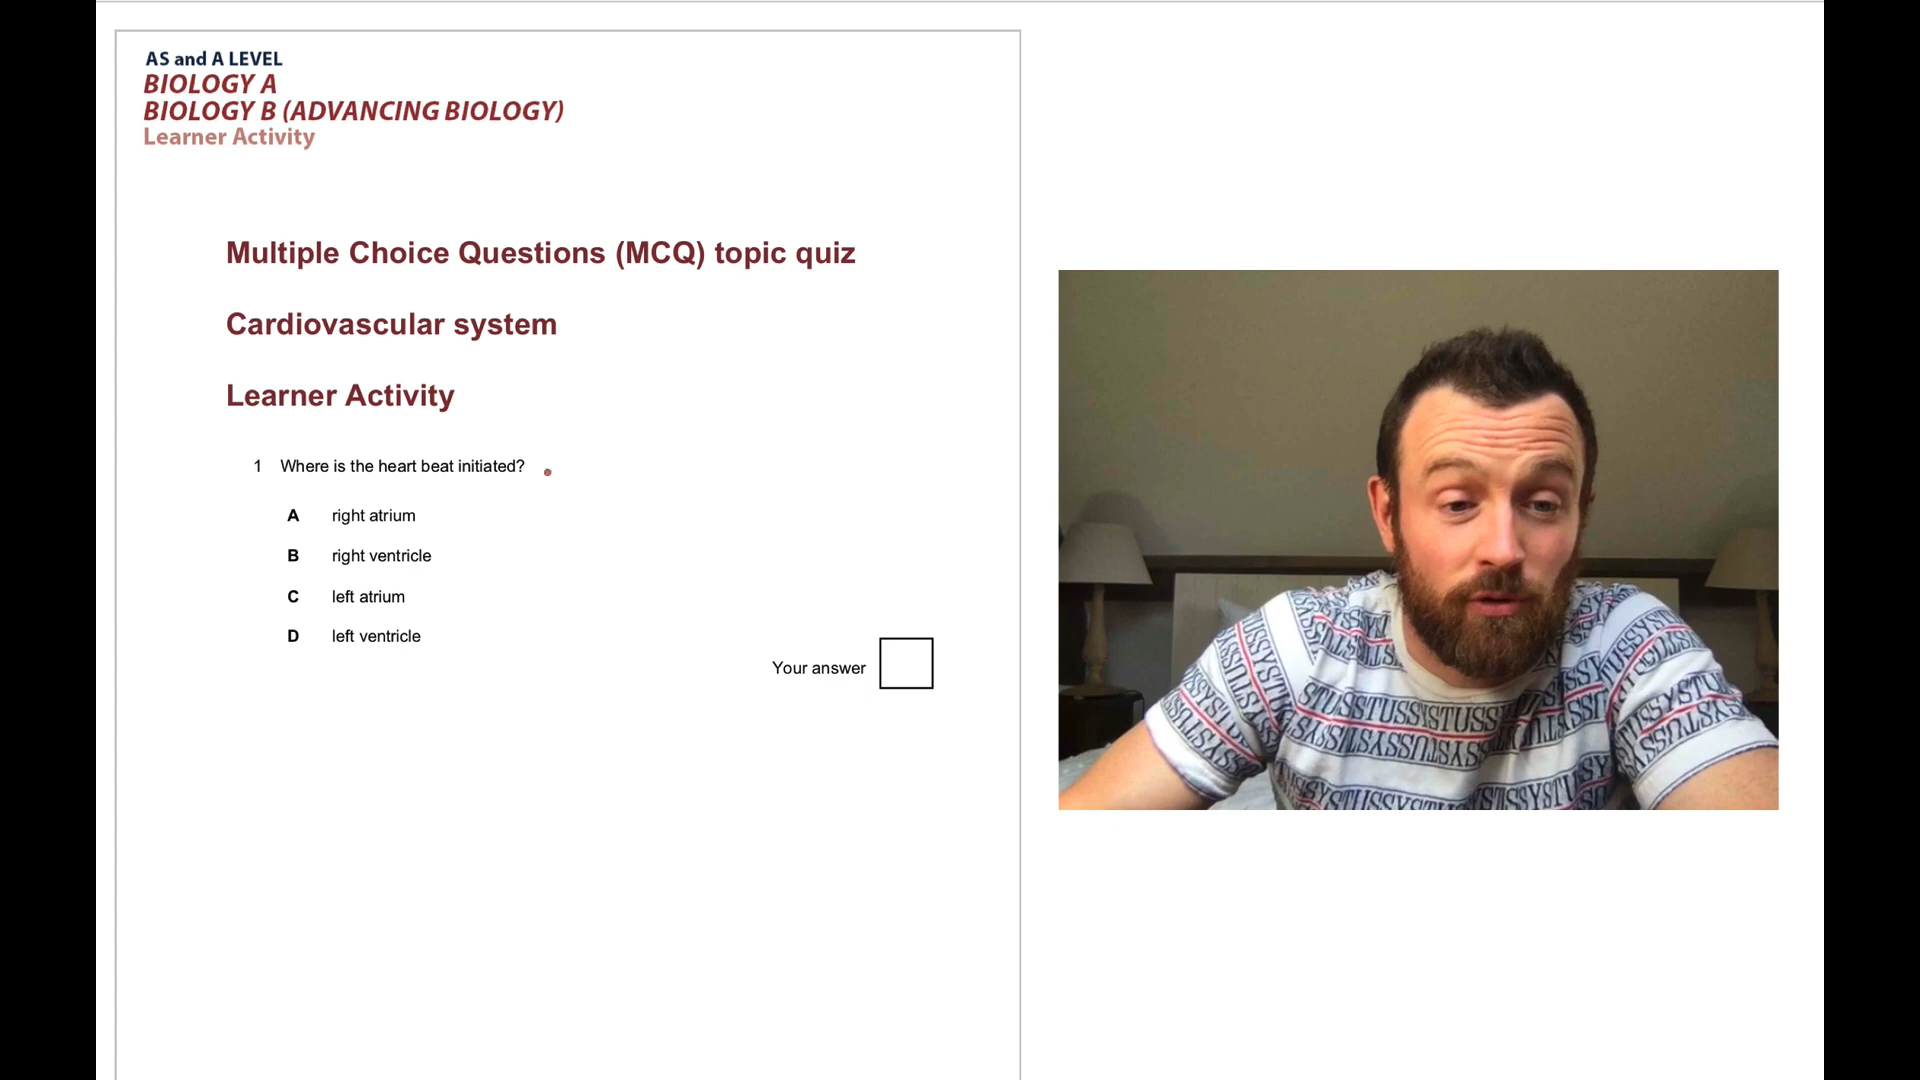 AS and A LEVEL
BIOLOGY A
BIOLOGY B (ADVANCING BIOLOGY)
Learner Activity
Multiple Choice Questions (MCQ) topic quiz
Cardiovascular system
Learner Activity
1 Where is the heart beat initiated?
A right atrium
B right ventricle
C left atrium
D left ventricle
Your answer